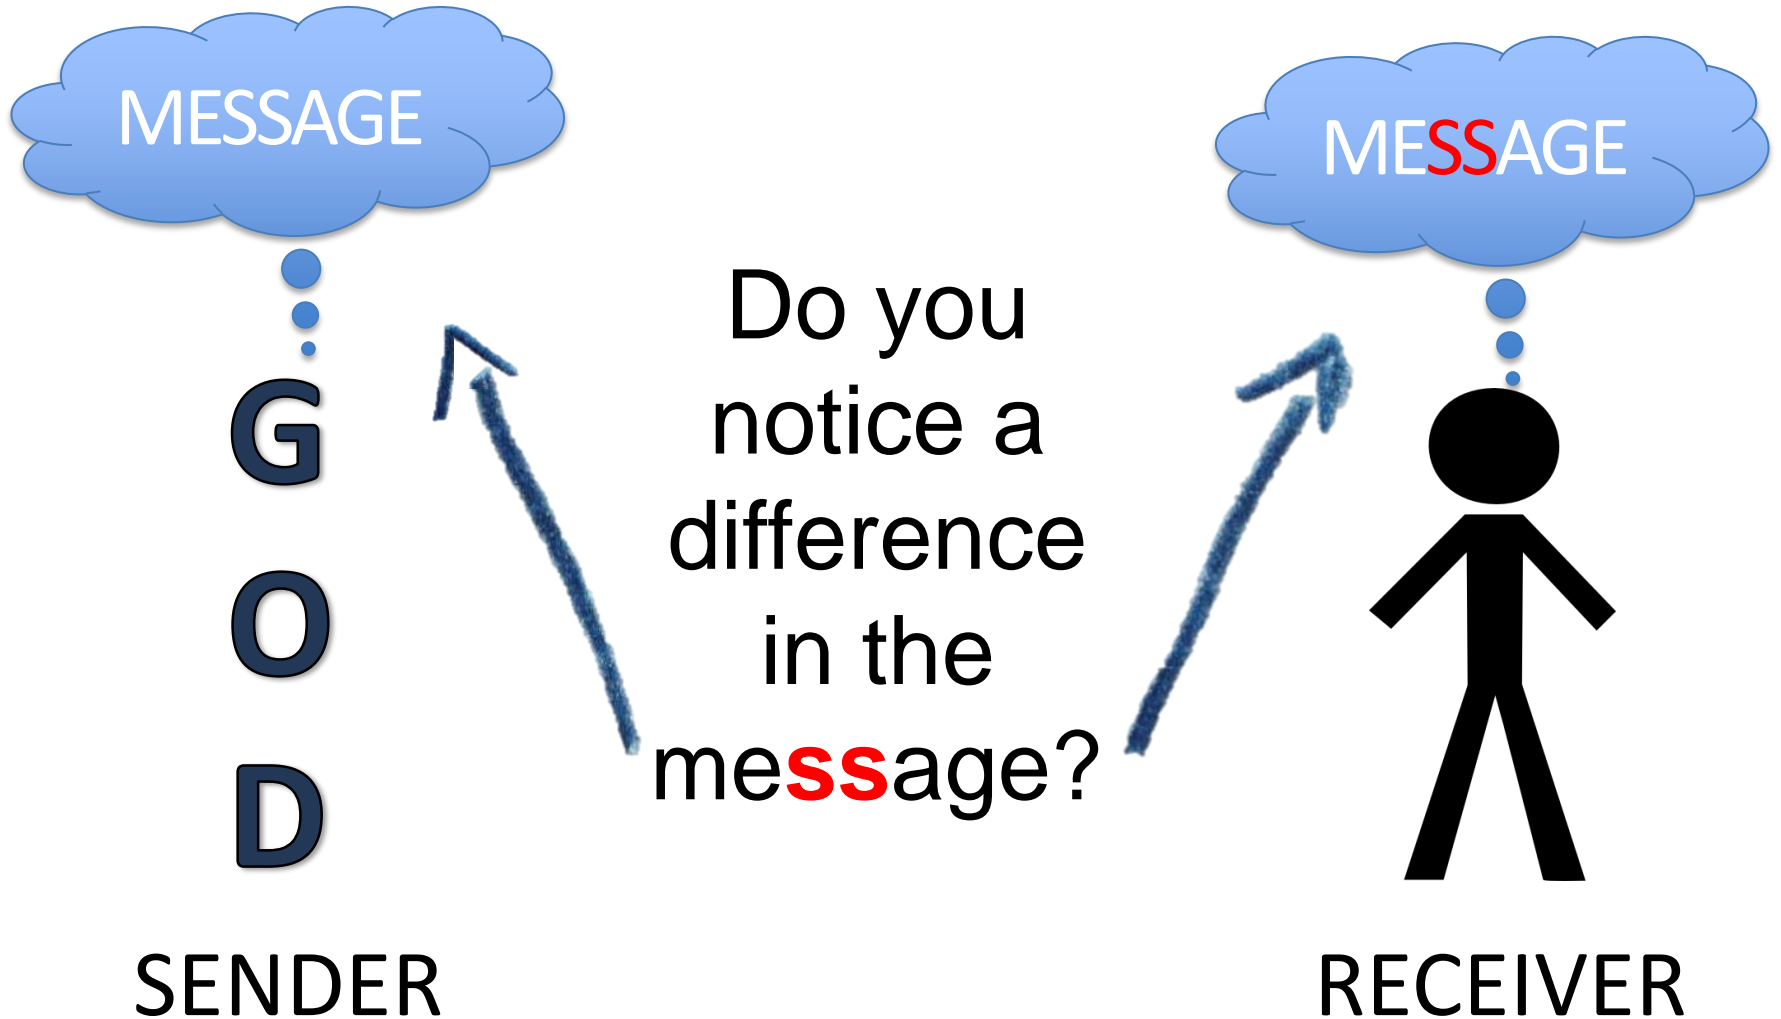 MESSAGE
MESSAGE
Do you
notice a
difference
in the
message?
G
O
D
SENDER
RECEIVER